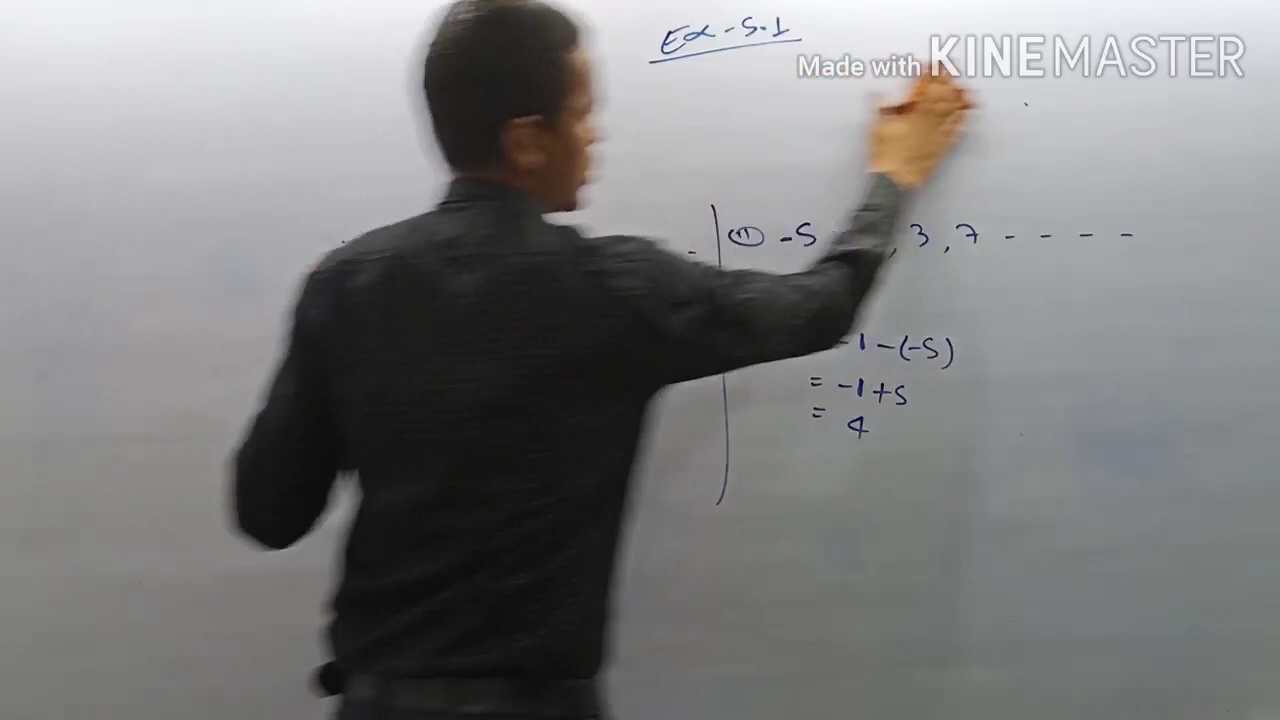 Ex - 5.1
Made with KINEMASTER
(ii) -5 , 3 , 7 - - - -
-1 - (-5)
= -1 + 5
= 4